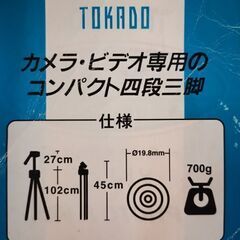 TOKADO
カメラ・ビデオ専用の
コンパクト四段三脚
仕様
27cm
102cm
45cm
Ø19.8mm
700g